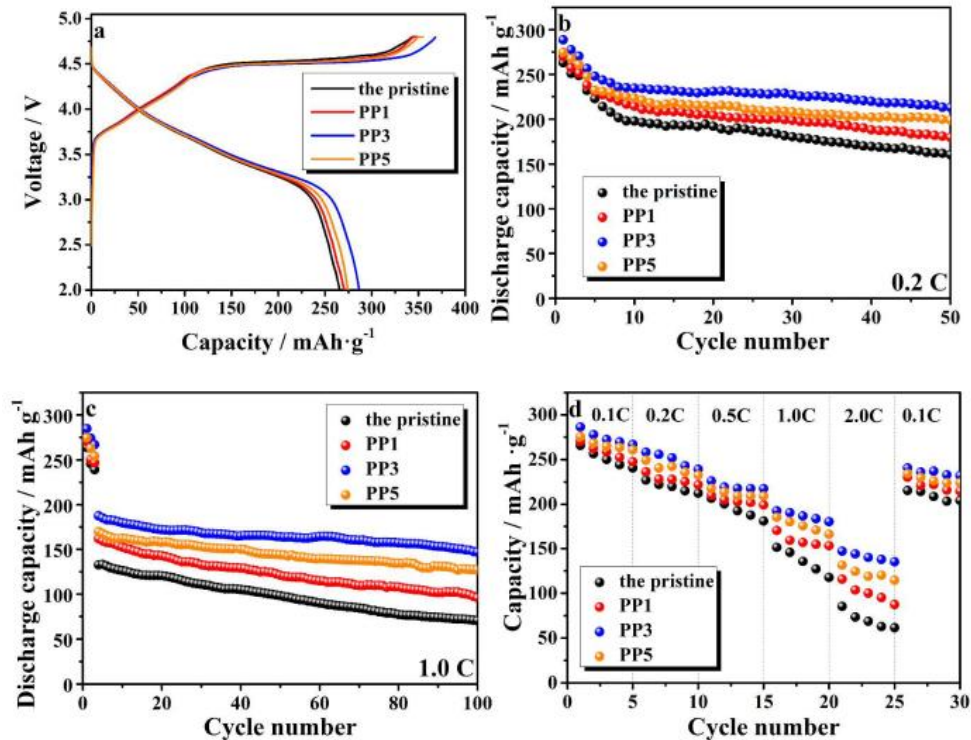 a
5.0
4.5
4.0
3.5
3.0
2.5
2.0
Voltage / V
the pristine
PP1
PP3
PP5
0 50 100 150 200 250 300 350 400
Capacity / mAh·g⁻¹
b
300
250
200
150
100
50
0
Discharge capacity / mAh g⁻¹
the pristine
PP1
PP3
PP5
0.2 C
0 10 20 30 40 50
Cycle number
c
300
250
200
150
100
50
0
Discharge capacity / mAh g⁻¹
the pristine
PP1
PP3
PP5
1.0 C
0 20 40 60 80 100
Cycle number
d
300
250
200
150
100
50
0
Capacity / mAh ·g⁻¹
0.1C 0.2C 0.5C 1.0C 2.0C 0.1C
the pristine
PP1
PP3
PP5
0 5 10 15 20 25 30
Cycle number